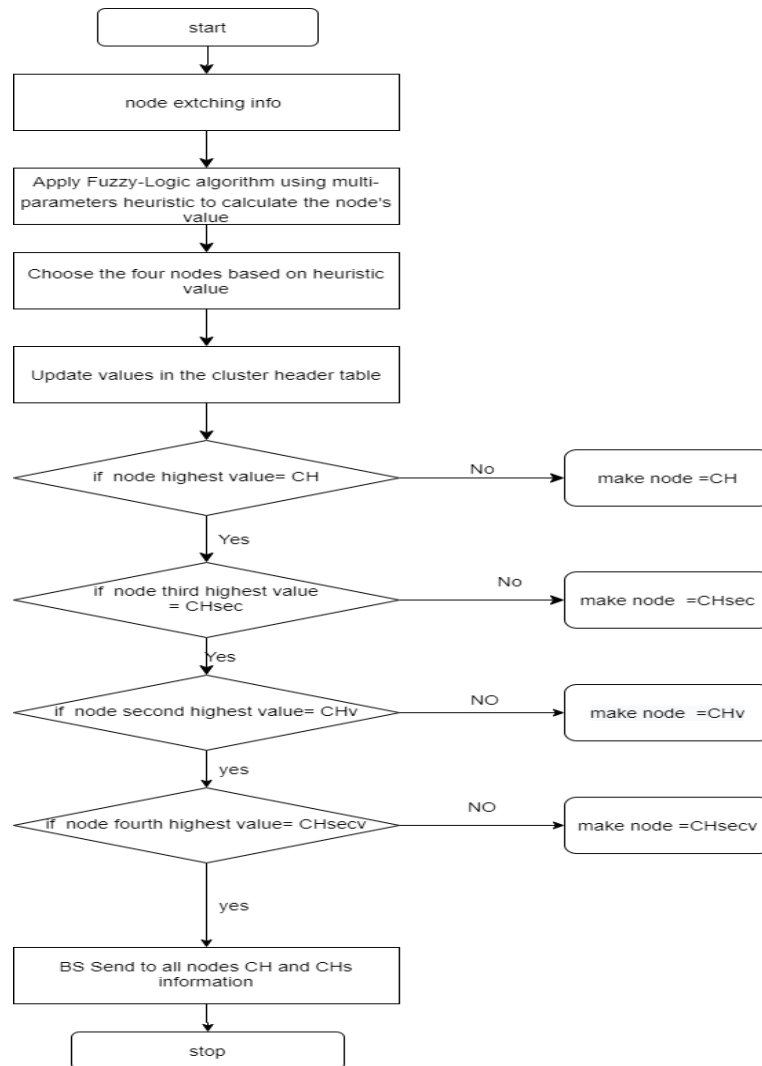 start
node extching info
Apply Fuzzy-Logic algorithm using multi-
parameters heuristic to calculate the node's
value
Choose the four nodes based on heuristic
value
Update values in the cluster header table
if node highest value= CH
No
make node =CH
Yes
if node third highest value
= CHsec
No
make node =CHsec
Yes
if node second highest value= CHv
NO
make node =CHv
yes
if node fourth highest value= CHsecv
NO
make node =CHsecv
yes
BS Send to all nodes CH and CHs
information
stop